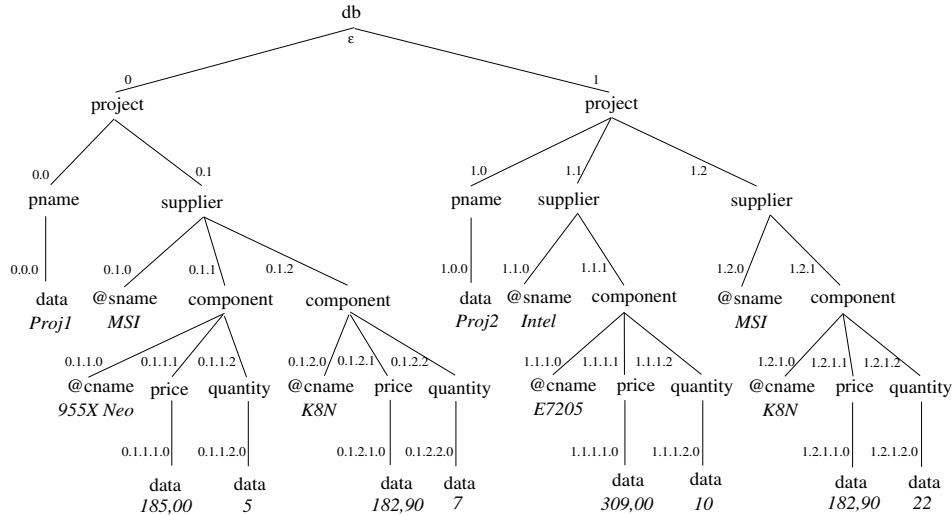 db
ε
0 1
project project
0.0 0.1 1.0 1.1 1.2
pname supplier pname supplier supplier
0.0.0 0.1.0 0.1.1 0.1.2 1.0.0 1.1.0 1.1.1 1.2.0 1.2.1
data @sname component component data @sname component @sname component
Proj1 MSI Proj2 Intel MSI
0.1.1.0 0.1.1.1 0.1.1.2 0.1.2.0 0.1.2.1 0.1.2.2 1.1.1.0 1.1.1.1 1.1.1.2 1.2.1.0 1.2.1.1 1.2.1.2
@cname price quantity @cname price quantity @cname price quantity @cname price quantity
955X Neo K8N E7205 K8N
0.1.1.1.0 0.1.1.2.0 0.1.2.1.0 0.1.2.2.0 1.1.1.1.0 1.1.1.2.0 1.2.1.1.0 1.2.1.2.0
data data data data data data data data
185,00 5 182,90 7 309,00 10 182,90 22